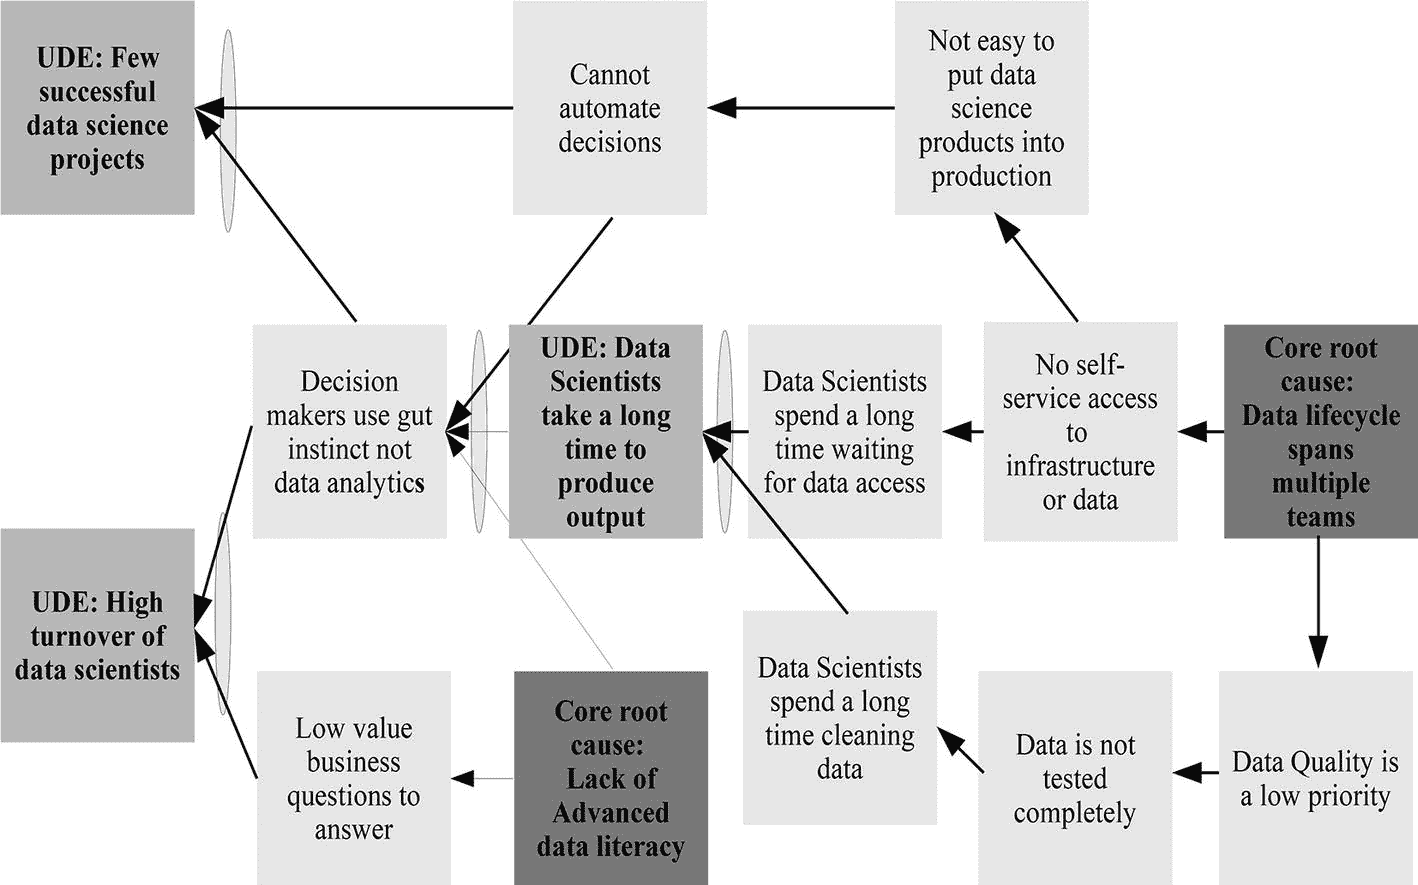 UDE: Few
successful
data science
projects
Cannot
automate
decisions
Not easy to
put data
science
products into
production
Decision
makers use gut
instinct not
data analytics
UDE: Data
Scientists
take a long
time to
produce
output
Data Scientists
spend a long
time waiting
for data access
No self-
service access
to
infrastructure
or data
Core root
cause:
Data lifecycle
spans
multiple
teams
UDE: High
turnover of
data scientists
Low value
business
questions to
answer
Core root
cause:
Lack of
Advanced
data literacy
Data Scientists
spend a long
time cleaning
data
Data is not
tested
completely
Data Quality is
a low priority